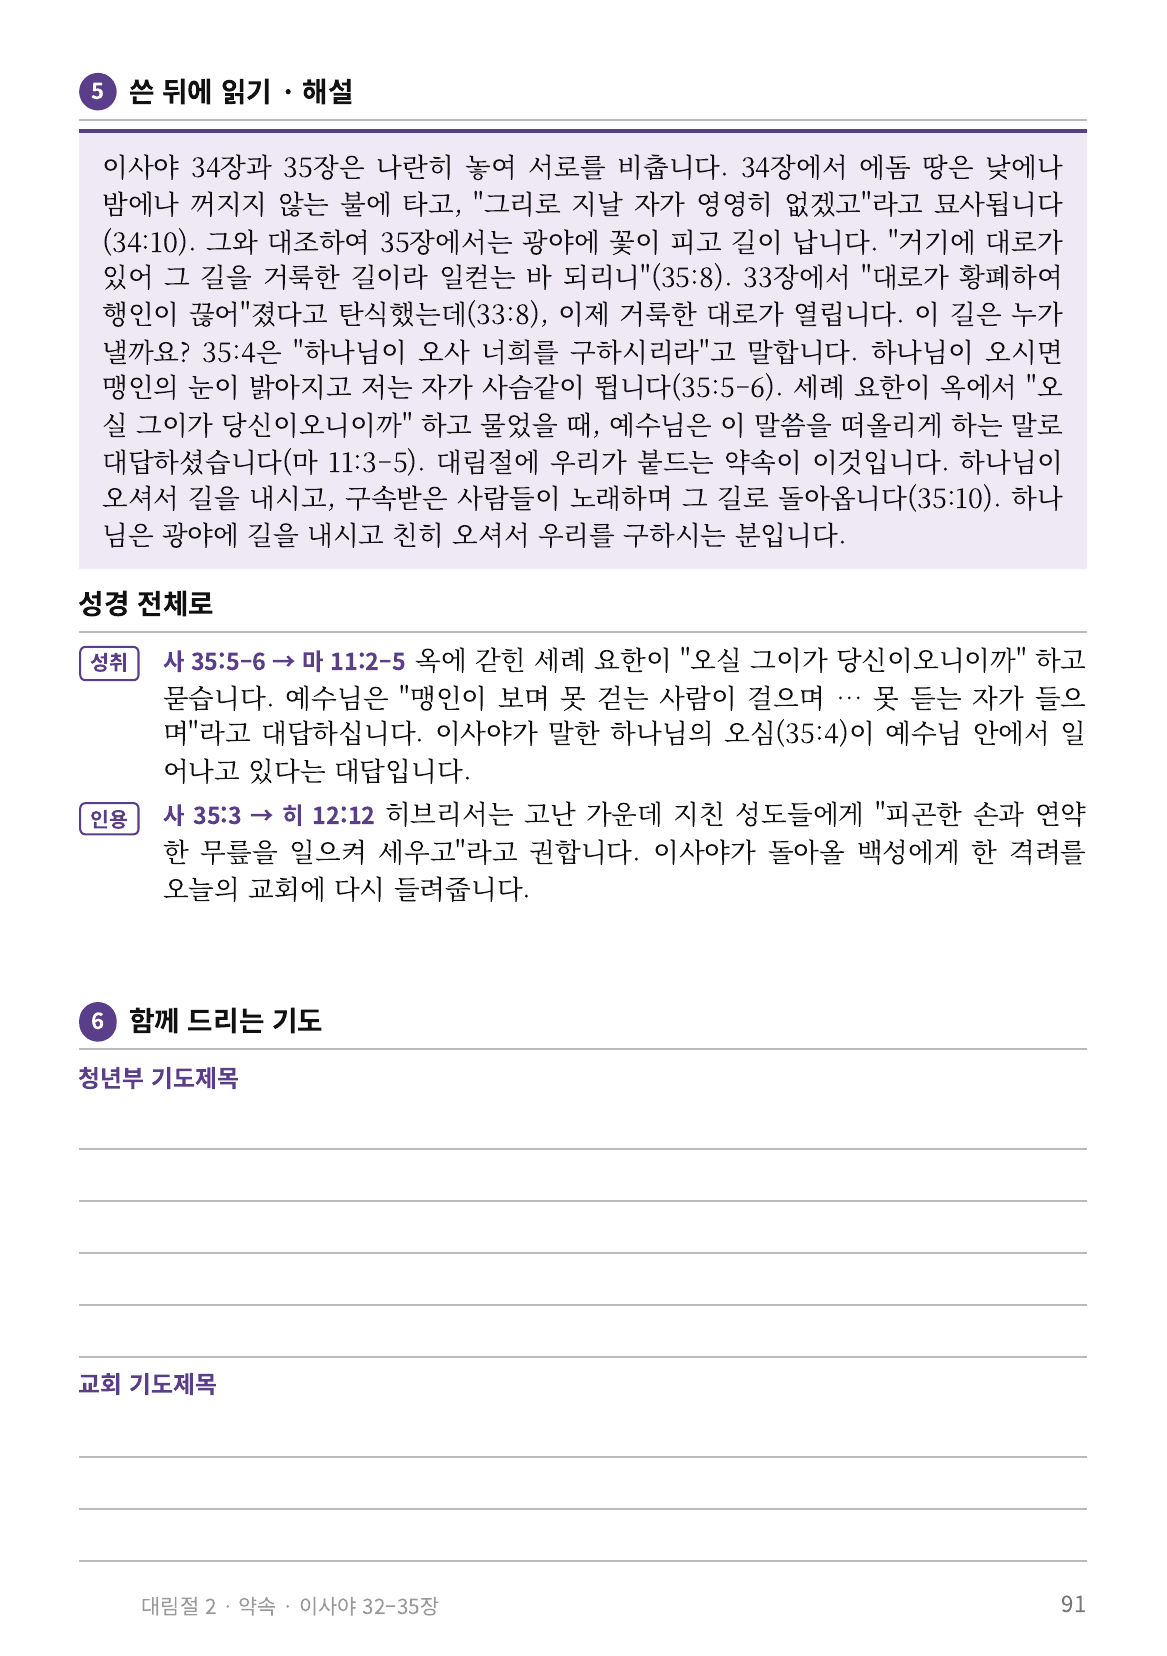 5 쓴 뒤에 읽기 · 해설
이사야 34장과 35장은 나란히 놓여 서로를 비춥니다. 34장에서 에돔 땅은 낮에나
밤에나 꺼지지 않는 불에 타고, "그리로 지날 자가 영영히 없겠고"라고 묘사됩니다
(34:10). 그와 대조하여 35장에서는 광야에 꽃이 피고 길이 납니다. "거기에 대로가
있어 그 길을 거룩한 길이라 일컫는 바 되리니"(35:8). 33장에서 "대로가 황폐하여
행인이 끊어"졌다고 탄식했는데(33:8), 이제 거룩한 대로가 열립니다. 이 길은 누가
낼까요? 35:4은 "하나님이 오사 너희를 구하시리라"고 말합니다. 하나님이 오시면
맹인의 눈이 밝아지고 저는 자가 사슴같이 뜁니다(35:5–6). 세례 요한이 옥에서 "오
실 그이가 당신이오니이까" 하고 물었을 때, 예수님은 이 말씀을 떠올리게 하는 말로
대답하셨습니다(마 11:3–5). 대림절에 우리가 붙드는 약속이 이것입니다. 하나님이
오셔서 길을 내시고, 구속받은 사람들이 노래하며 그 길로 돌아옵니다(35:10). 하나
님은 광야에 길을 내시고 친히 오셔서 우리를 구하시는 분입니다.
성경 전체로
성취 사 35:5–6 → 마 11:2–5 옥에 갇힌 세례 요한이 "오실 그이가 당신이오니이까" 하고
묻습니다. 예수님은 "맹인이 보며 못 걷는 사람이 걸으며 … 못 듣는 자가 들으
며"라고 대답하십니다. 이사야가 말한 하나님의 오심(35:4)이 예수님 안에서 일
어나고 있다는 대답입니다.
인용 사 35:3 → 히 12:12 히브리서는 고난 가운데 지친 성도들에게 "피곤한 손과 연약
한 무릎을 일으켜 세우고"라고 권합니다. 이사야가 돌아올 백성에게 한 격려를
오늘의 교회에 다시 들려줍니다.
6 함께 드리는 기도
청년부 기도제목
교회 기도제목
대림절 2 · 약속 · 이사야 32–35장
91